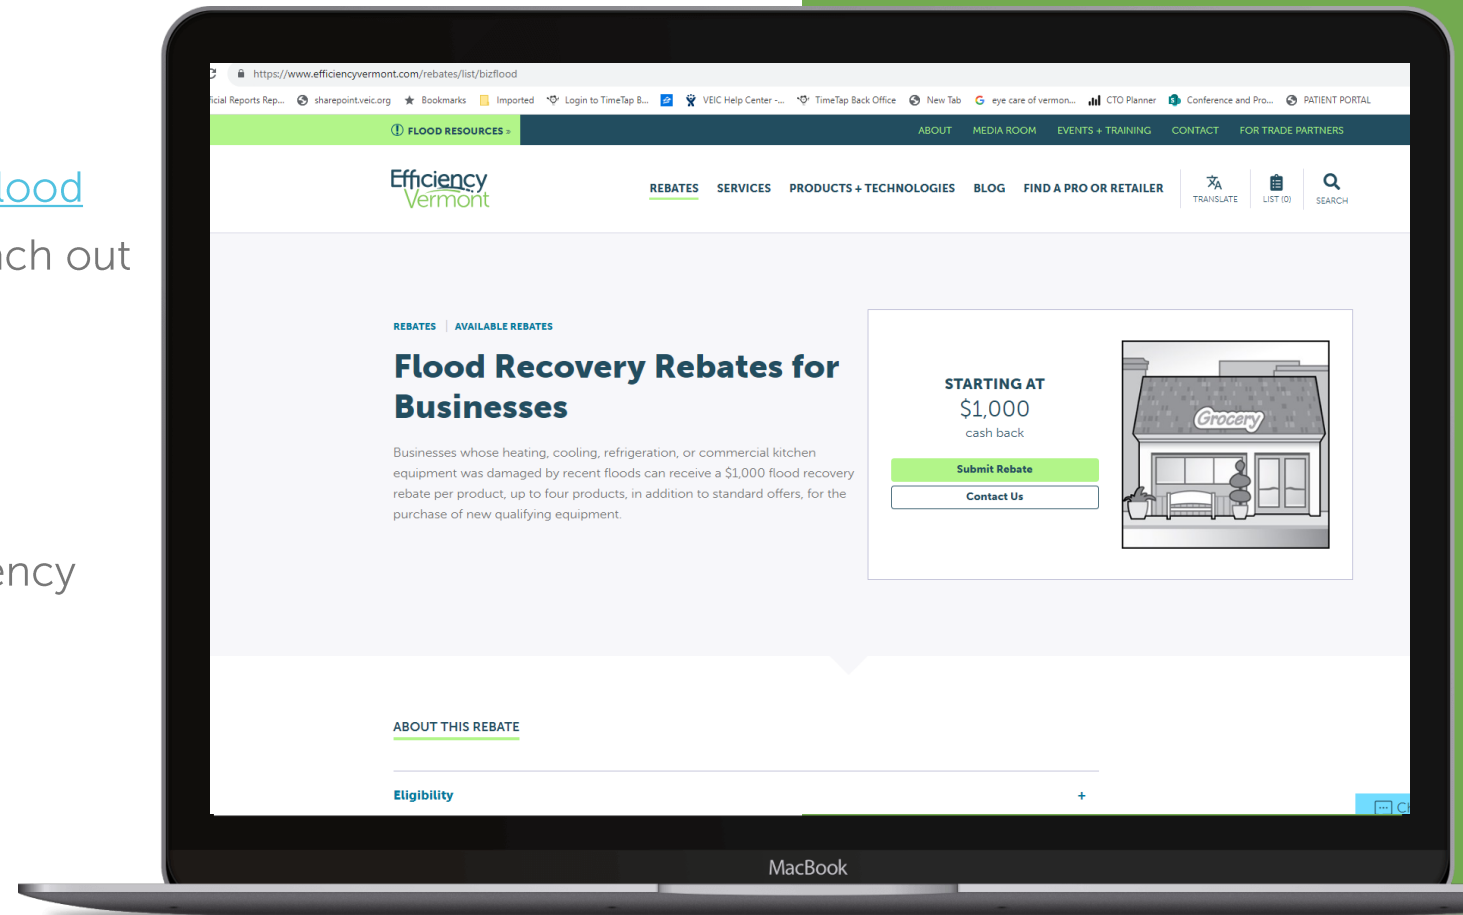 lood
ach out
ency
https://www.efficiencyvermont.com/rebates/list/bizflood
ficial Reports Rep... sharepoint.veic.org Bookmarks Imported Login to TimeTap B... VEIC Help Center -... TimeTap Back Office New Tab eye care of vermon... CTO Planner Conference and Pro... PATIENT PORTAL
FLOOD RESOURCES » ABOUT MEDIA ROOM EVENTS + TRAINING CONTACT FOR TRADE PARTNERS
Efficiency
Vermont
REBATES SERVICES PRODUCTS + TECHNOLOGIES BLOG FIND A PRO OR RETAILER TRANSLATE LIST (0) SEARCH
REBATES | AVAILABLE REBATES
Flood Recovery Rebates for
Businesses
Businesses whose heating, cooling, refrigeration, or commercial kitchen
equipment was damaged by recent floods can receive a $1,000 flood recovery
rebate per product, up to four products, in addition to standard offers, for the
purchase of new qualifying equipment.
STARTING AT
$1,000
cash back
Submit Rebate
Contact Us
Grocery
ABOUT THIS REBATE
Eligibility +
MacBook